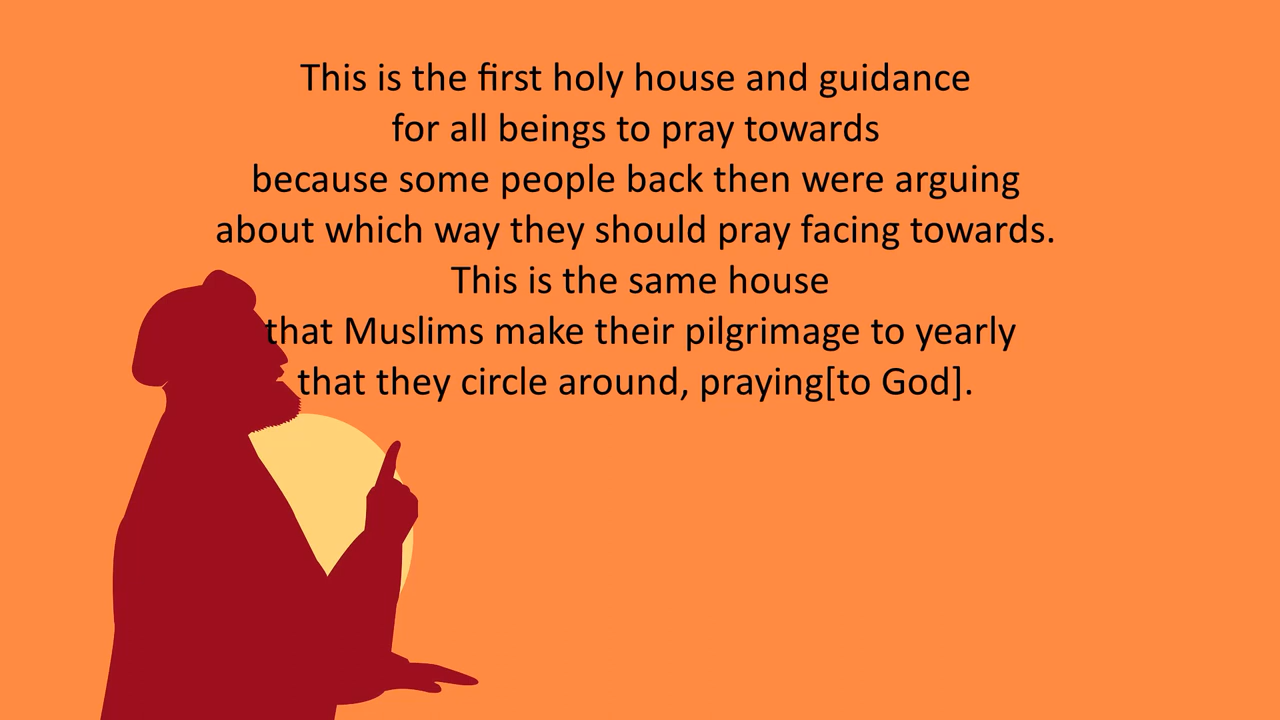 This is the first holy house and guidance
for all beings to pray towards
because some people back then were arguing
about which way they should pray facing towards.
This is the same house
that Muslims make their pilgrimage to yearly
that they circle around, praying[to God].